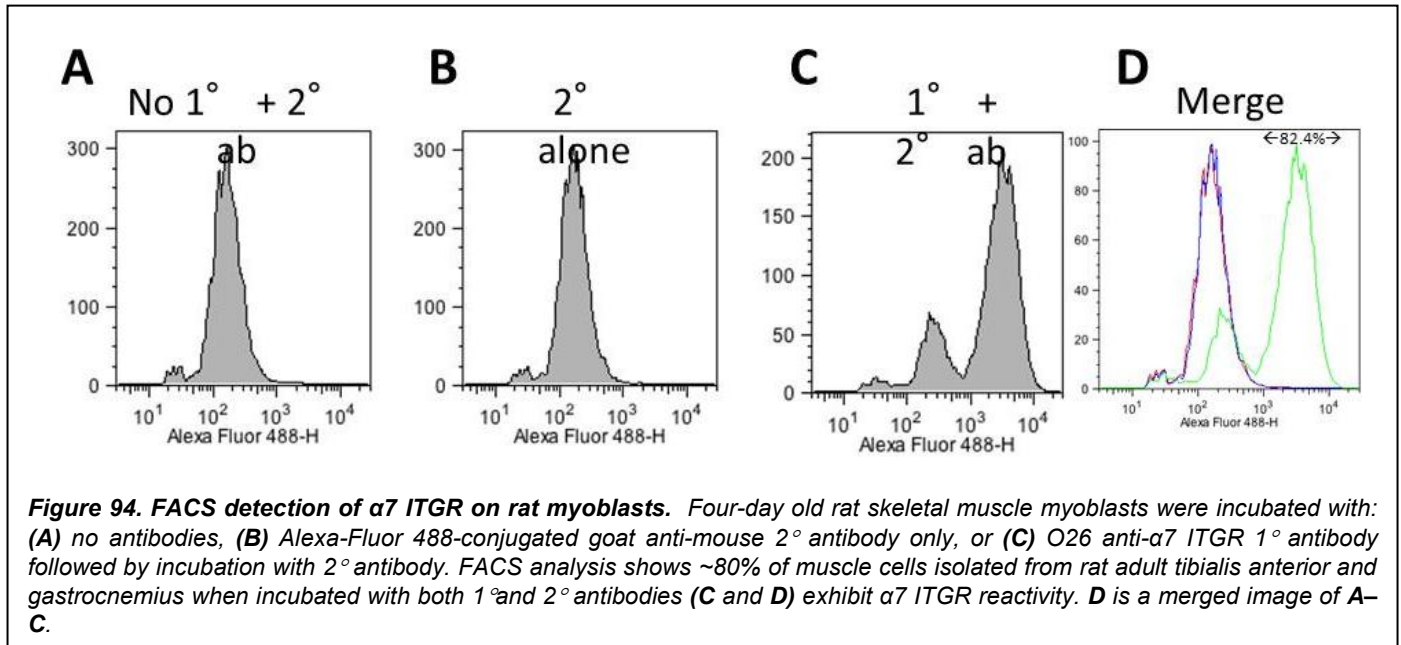 A B C D
No 1° + 2° 2° 1° + Merge
ab alone 2° ab ←82.4%→
300 300 200 100
80
200 200 150 60
100 100 100 40
50 20
0 0 0 0
10¹ 10² 10³ 10⁴ 10¹ 10² 10³ 10⁴ 10¹ 10² 10³ 10⁴ 10¹ 10² 10³ 10⁴
Alexa Fluor 488-H Alexa Fluor 488-H Alexa Fluor 488-H Alexa Fluor 488-H
Figure 94. FACS detection of α7 ITGR on rat myoblasts. Four-day old rat skeletal muscle myoblasts were incubated with:
(A) no antibodies, (B) Alexa-Fluor 488-conjugated goat anti-mouse 2° antibody only, or (C) O26 anti-α7 ITGR 1° antibody
followed by incubation with 2° antibody. FACS analysis shows ~80% of muscle cells isolated from rat adult tibialis anterior and
gastrocnemius when incubated with both 1°and 2° antibodies (C and D) exhibit α7 ITGR reactivity. D is a merged image of A–
C.